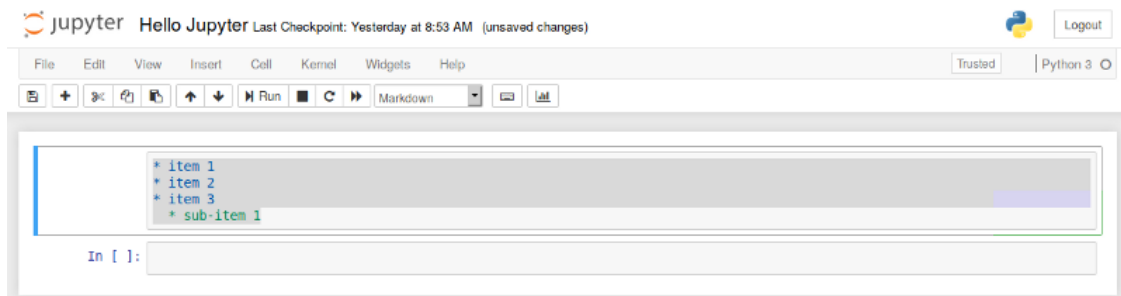 jupyter Hello Jupyter Last Checkpoint: Yesterday at 8:53 AM (unsaved changes) Logout
File Edit View Insert Cell Kernel Widgets Help Trusted Python 3
Run Markdown
* item 1
* item 2
* item 3
* sub-item 1
In [ ]: